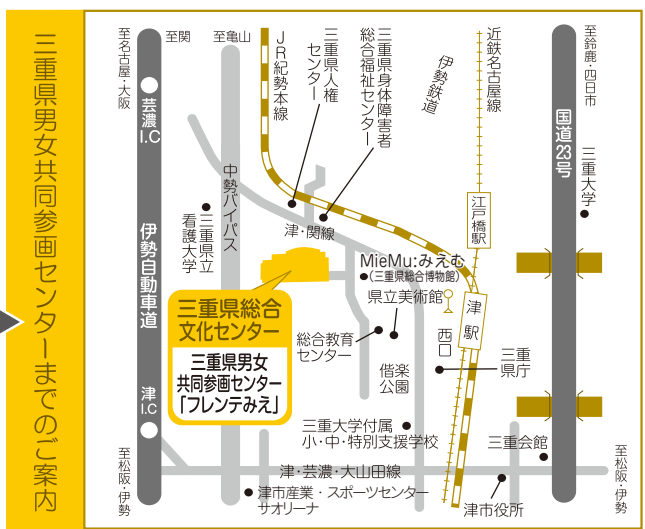 三重県男女共同参画センターまでのご案内
至名古屋・大阪
至関
至亀山
芸濃
I.C
伊勢自動車道
津
I.C
至松阪・伊勢
中勢バイパス
三重県立
看護大学
JR紀勢本線
三重県人権
センター
三重県身体障害者
総合福祉センター
伊勢鉄道
近鉄名古屋線
至鈴鹿・四日市
国道23号
三重大学
江戸橋駅
津・関線
MieMu:みえむ
(三重県総合博物館)
県立美術館
津駅
西口
三重県総合
文化センター
三重県男女
共同参画センター
「フレンテみえ」
総合教育
センター
偕楽
公園
三重
県庁
三重大学付属
小・中・特別支援学校
三重会館
津・芸濃・大山田線
津市産業・スポーツセンター
サオリーナ
津市役所
至松阪・伊勢